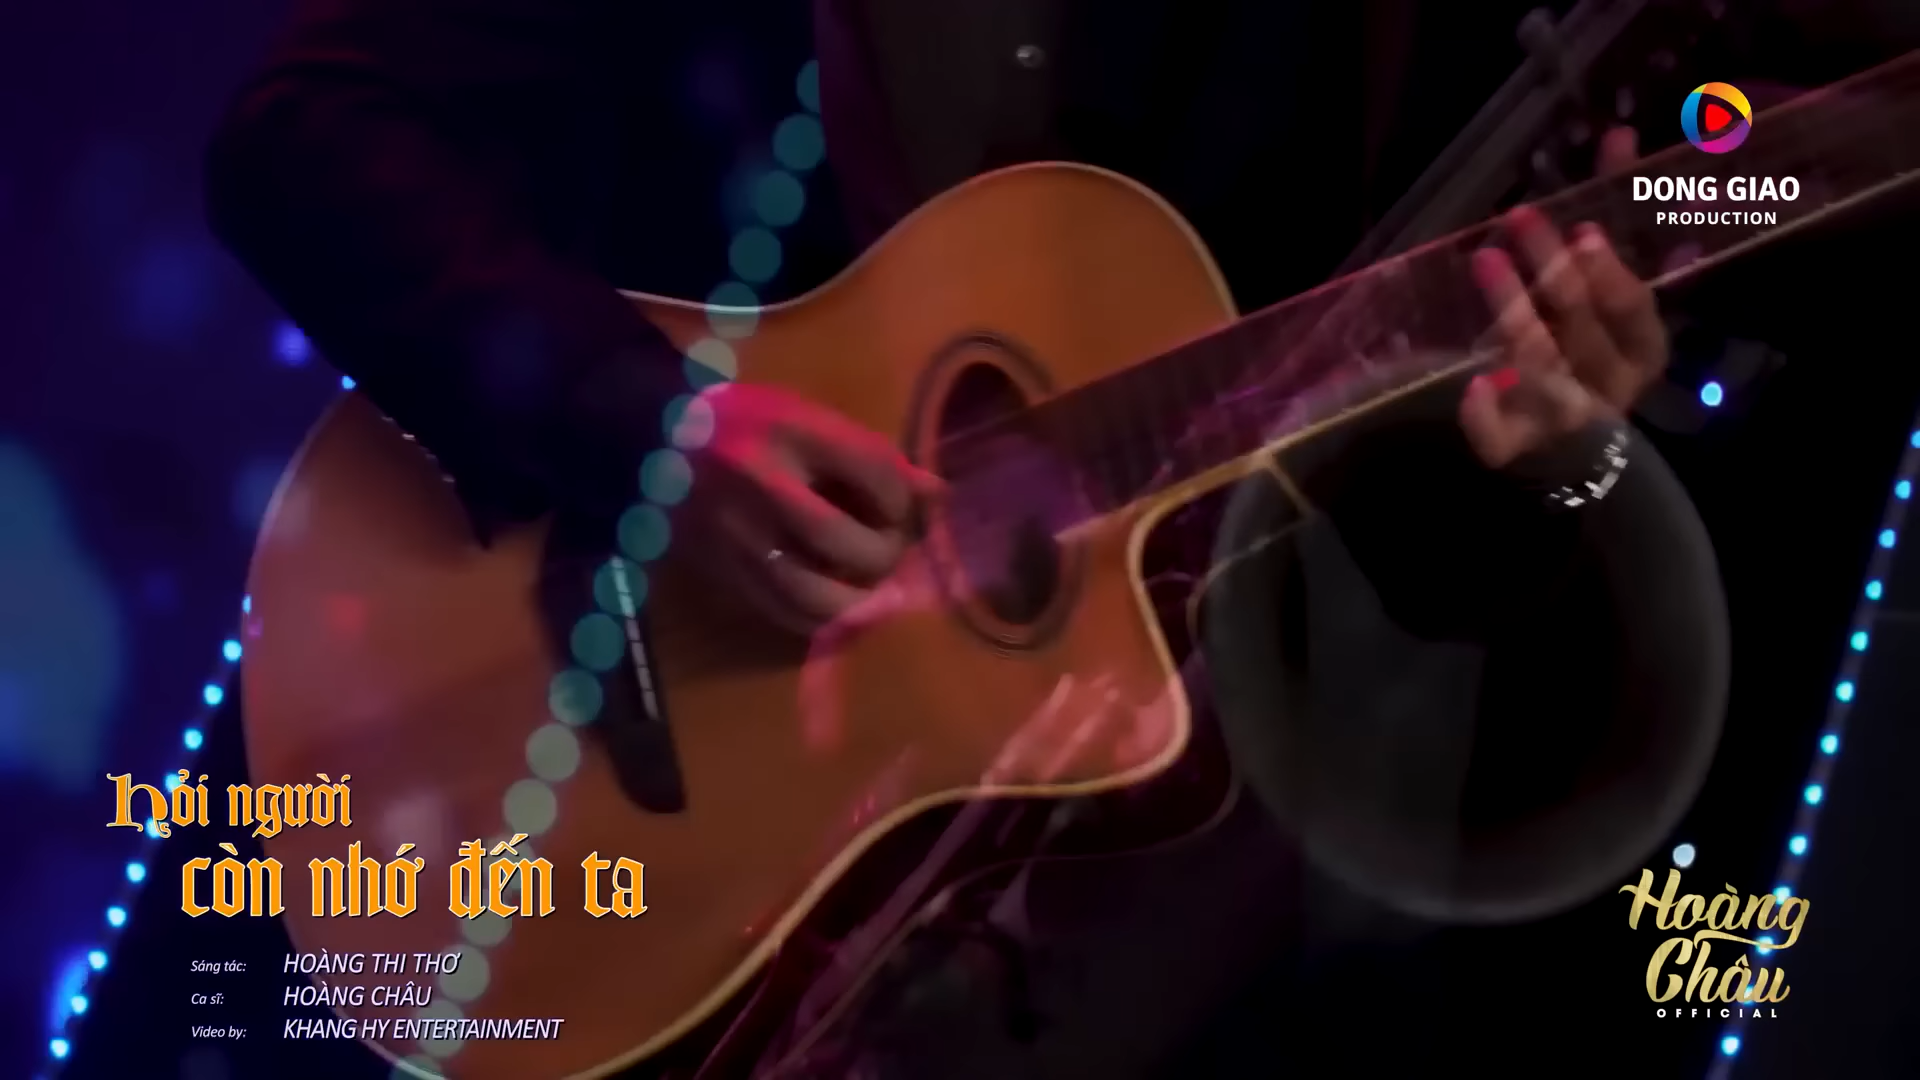 DONG GIAO
PRODUCTION
Hỏi người
còn nhớ đến ta
Sáng tác: HOÀNG THI THƠ
Ca sĩ: HOÀNG CHÂU
Video by: KHANG HY ENTERTAINMENT
Hoàng
Châu
OFFICIAL